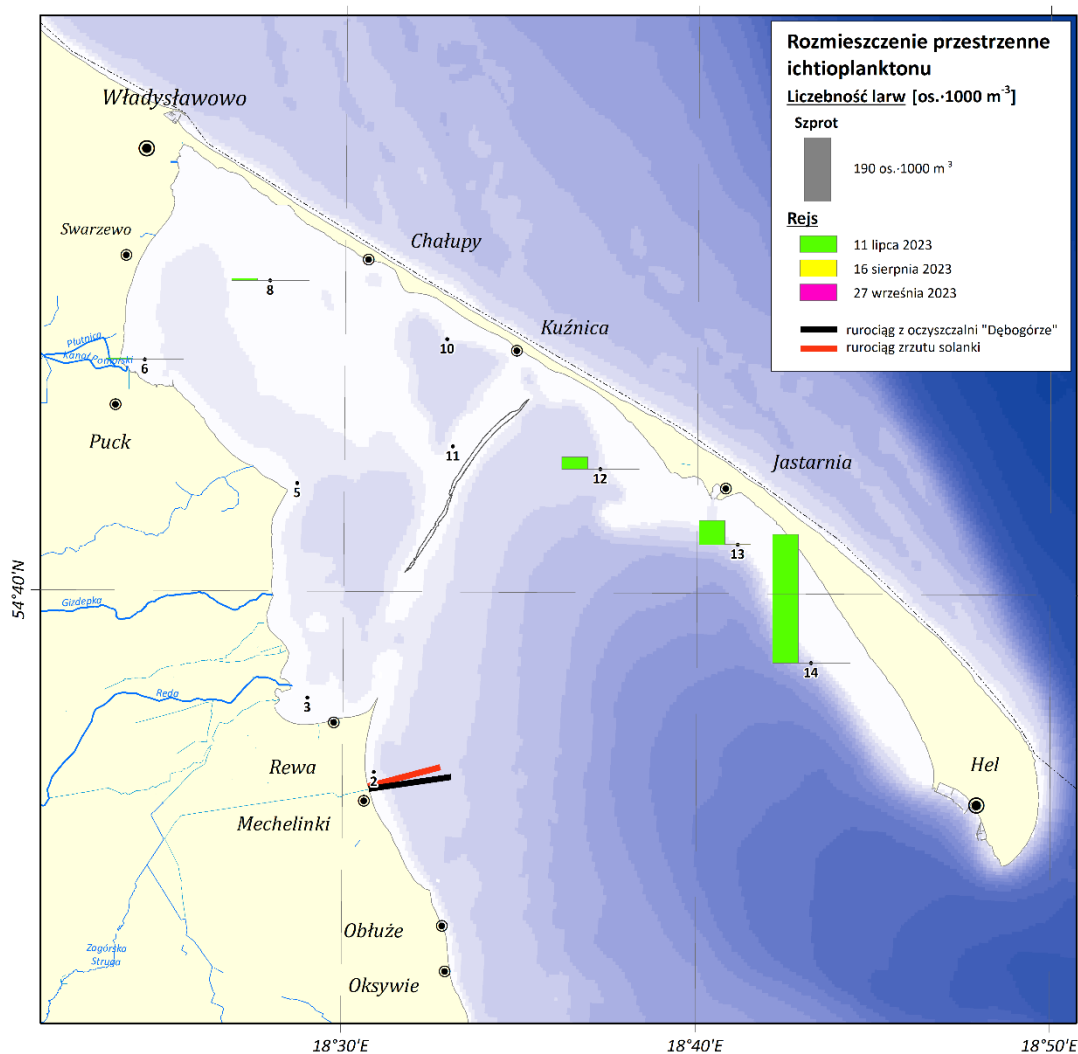 Rozmieszczenie przestrzenne
ichtioplanktonu
Liczebność larw [os.·1000 m⁻³]
Szprot
190 os.·1000 m³
Rejs
11 lipca 2023
16 sierpnia 2023
27 września 2023
rurociąg z oczyszczalni "Dębogórze"
rurociąg zrzutu solanki
Władysławowo
Swarzewo
Chałupy
8
Kuźnica
10
Płutnica
Kanał Pomorski
6
Puck
11
Jastarnia
12
5
13
54°40'N
Gizdepka
14
Reda
3
Rewa
2
Hel
Mechelinki
Obłuże
Zagórska
Struga
Oksywie
18°30'E
18°40'E
18°50'E